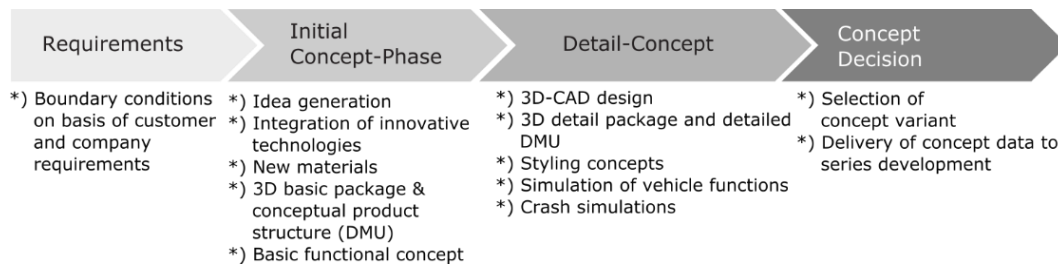 Requirements
Initial
Concept-Phase
Detail-Concept
Concept
Decision
*) Boundary conditions
on basis of customer
and company
requirements
*) Idea generation
*) Integration of innovative
technologies
*) New materials
*) 3D basic package &
conceptual product
structure (DMU)
*) Basic functional concept
*) 3D-CAD design
*) 3D detail package and detailed
DMU
*) Styling concepts
*) Simulation of vehicle functions
*) Crash simulations
*) Selection of
concept variant
*) Delivery of concept data to
series development